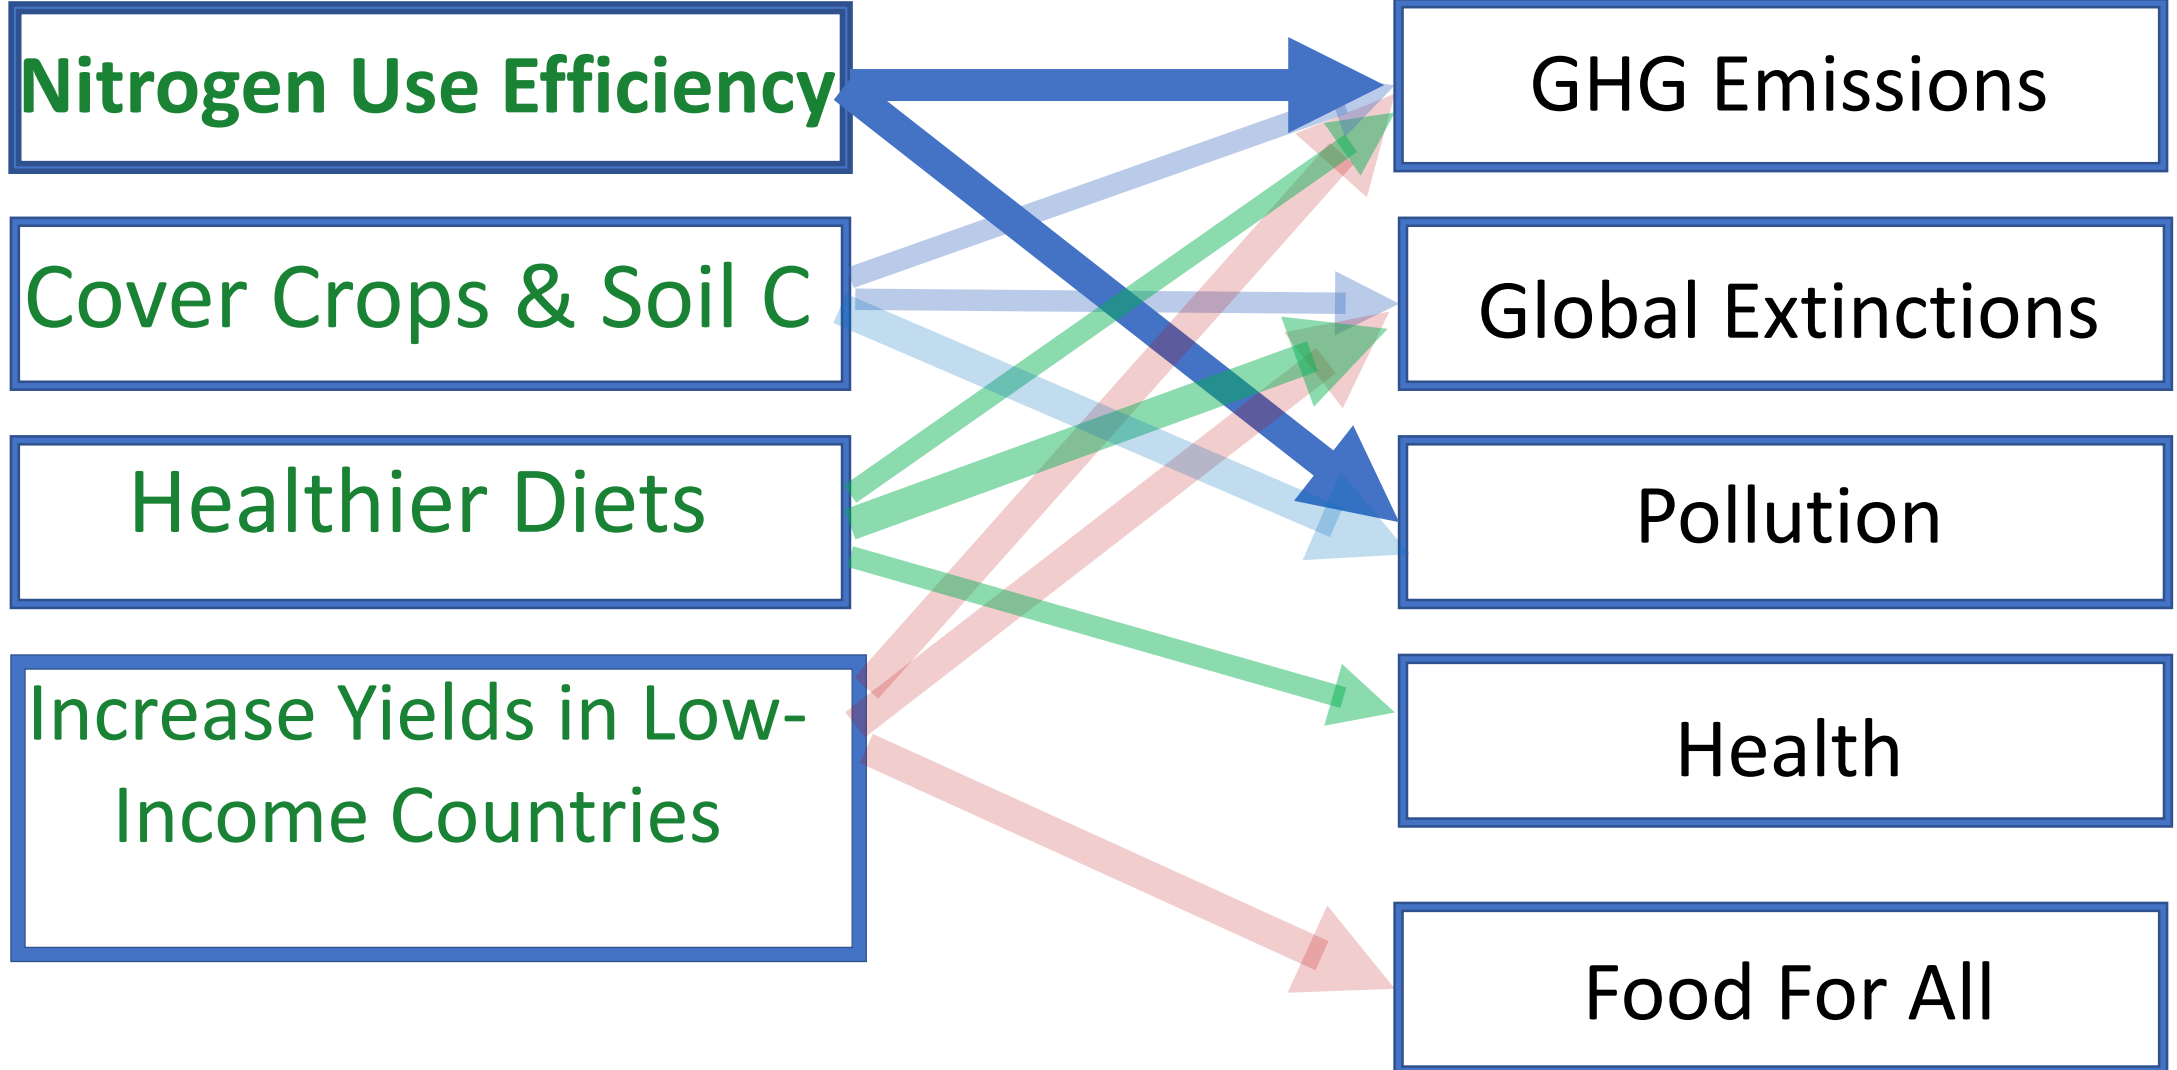 Nitrogen Use Efficiency
Cover Crops & Soil C
Healthier Diets
Increase Yields in Low-
Income Countries
GHG Emissions
Global Extinctions
Pollution
Health
Food For All